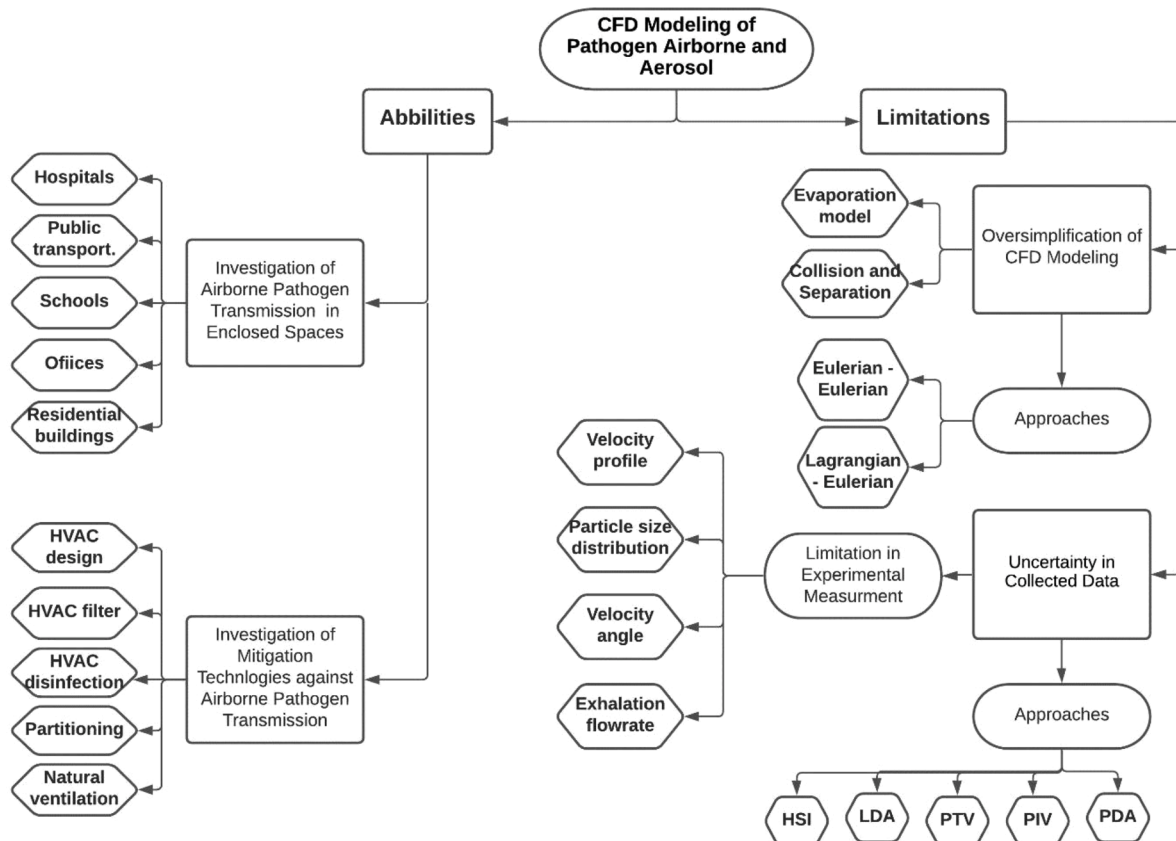 CFD Modeling of
Pathogen Airborne and
Aerosol
Abbilities
Limitations
Hospitals
Public
transport.
Schools
Ofiices
Residential
buildings
Investigation of
Airborne Pathogen
Transmission in
Enclosed Spaces
HVAC
design
HVAC filter
HVAC
disinfection
Partitioning
Natural
ventilation
Investigation of
Mitigation
Technlogies against
Airborne Pathogen
Transmission
Evaporation
model
Collision and
Separation
Oversimplification of
CFD Modeling
Eulerian -
Eulerian
Lagrangian
- Eulerian
Approaches
Velocity
profile
Particle size
distribution
Velocity
angle
Exhalation
flowrate
Limitation in
Experimental
Measurment
Uncertainty in
Collected Data
Approaches
HSI
LDA
PTV
PIV
PDA